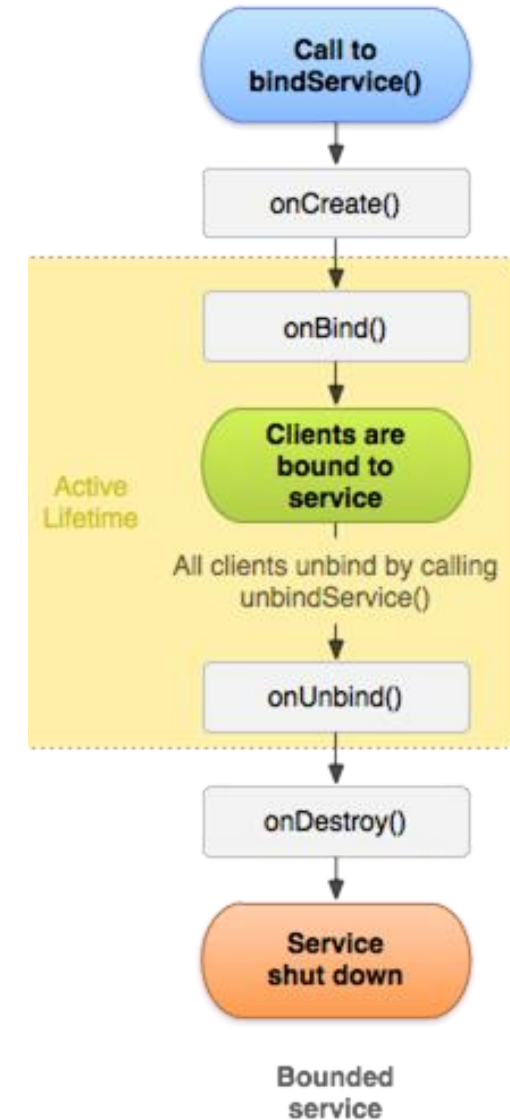 Call to
bindService()
onCreate()
onBind()
Clients are
bound to
service
Active
Lifetime
All clients unbind by calling
unbindService()
onUnbind()
onDestroy()
Service
shut down
Bounded
service